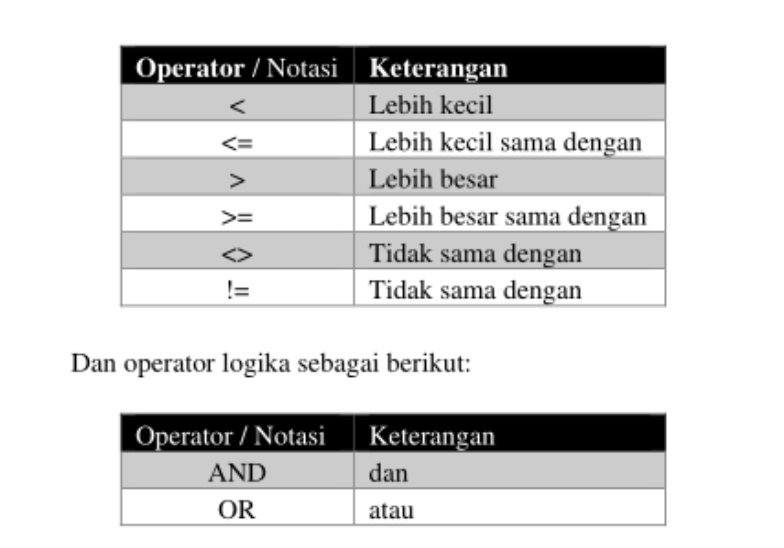 Operator / Notasi Keterangan
< Lebih kecil
<= Lebih kecil sama dengan
> Lebih besar
>= Lebih besar sama dengan
<> Tidak sama dengan
!= Tidak sama dengan
Dan operator logika sebagai berikut:
Operator / Notasi Keterangan
AND dan
OR atau